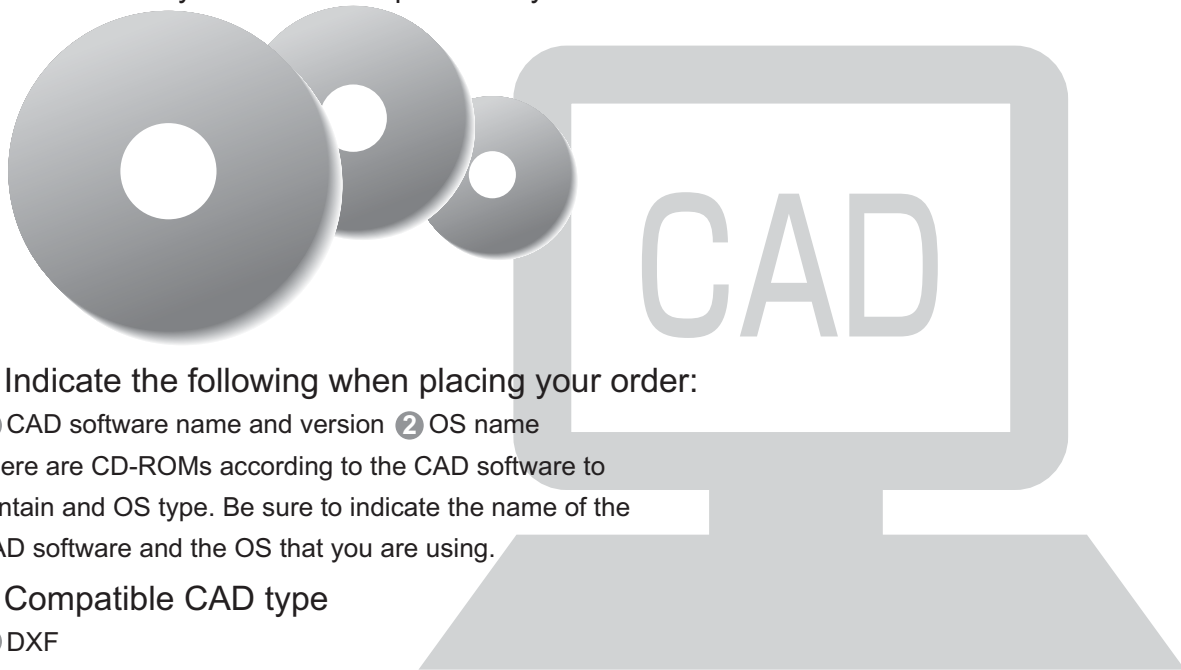 CAD
Indicate the following when placing your order:
CAD software name and version 2 OS name
ere are CD-ROMs according to the CAD software to
ntain and OS type. Be sure to indicate the name of the
AD software and the OS that you are using.
Compatible CAD type
DXF